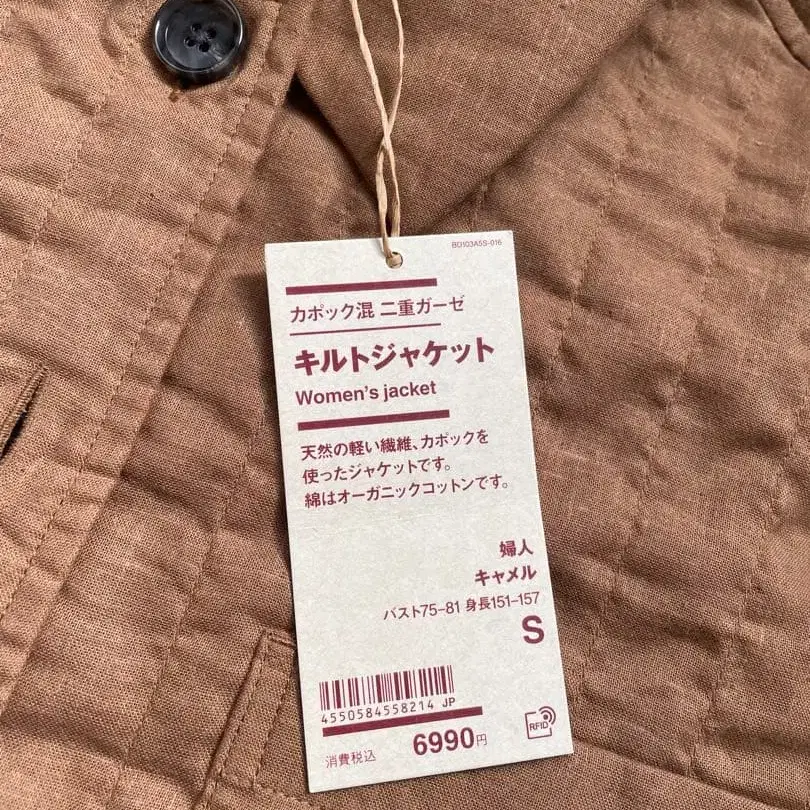 BD103A5S-016
カポック混 二重ガーゼ
キルトジャケット
Women's jacket
天然の軽い繊維、カポックを
使ったジャケットです。
綿はオーガニックコットンです。
婦人
キャメル
バスト75–81 身長151–157
S
4550584558214 JP
消費税込 6990円
RFID